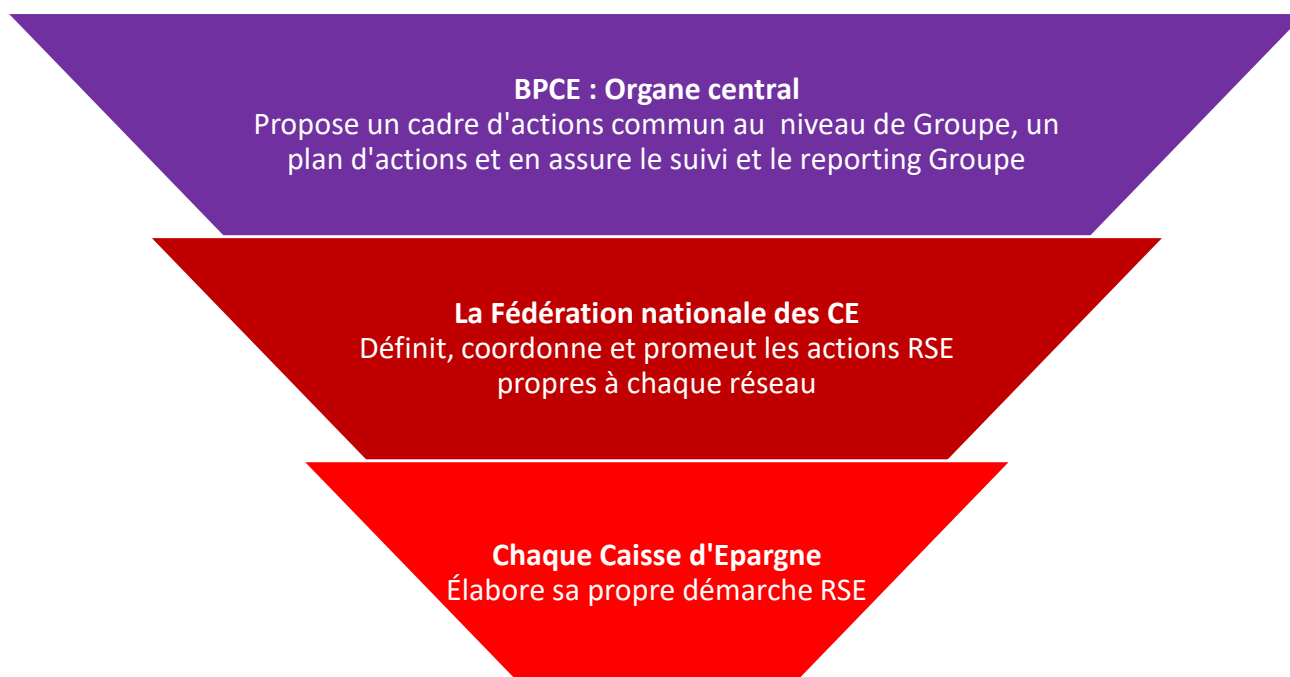 BPCE : Organe central
Propose un cadre d'actions commun au  niveau de Groupe, un
plan d'actions et en assure le suivi et le reporting Groupe
La Fédération nationale des CE
Définit, coordonne et promeut les actions RSE
propres à chaque réseau
Chaque Caisse d'Epargne
Élabore sa propre démarche RSE